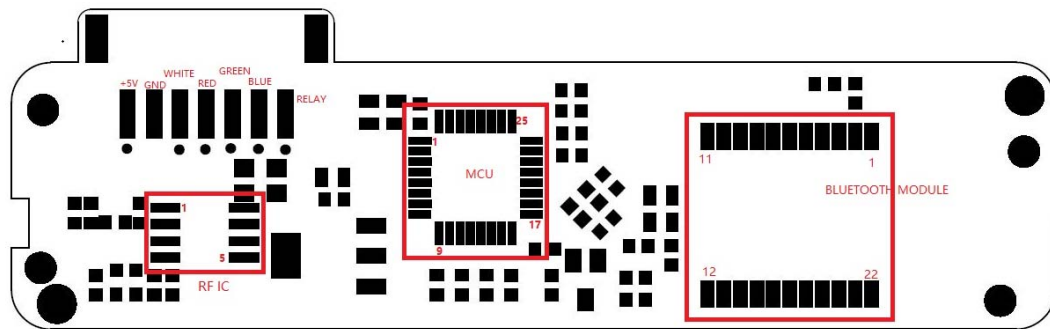 +5V
GND
WHITE
RED
GREEN
BLUE
RELAY
1
25
MCU
9
17
1
5
RF IC
11
1
BLUETOOTH MODULE
12
22